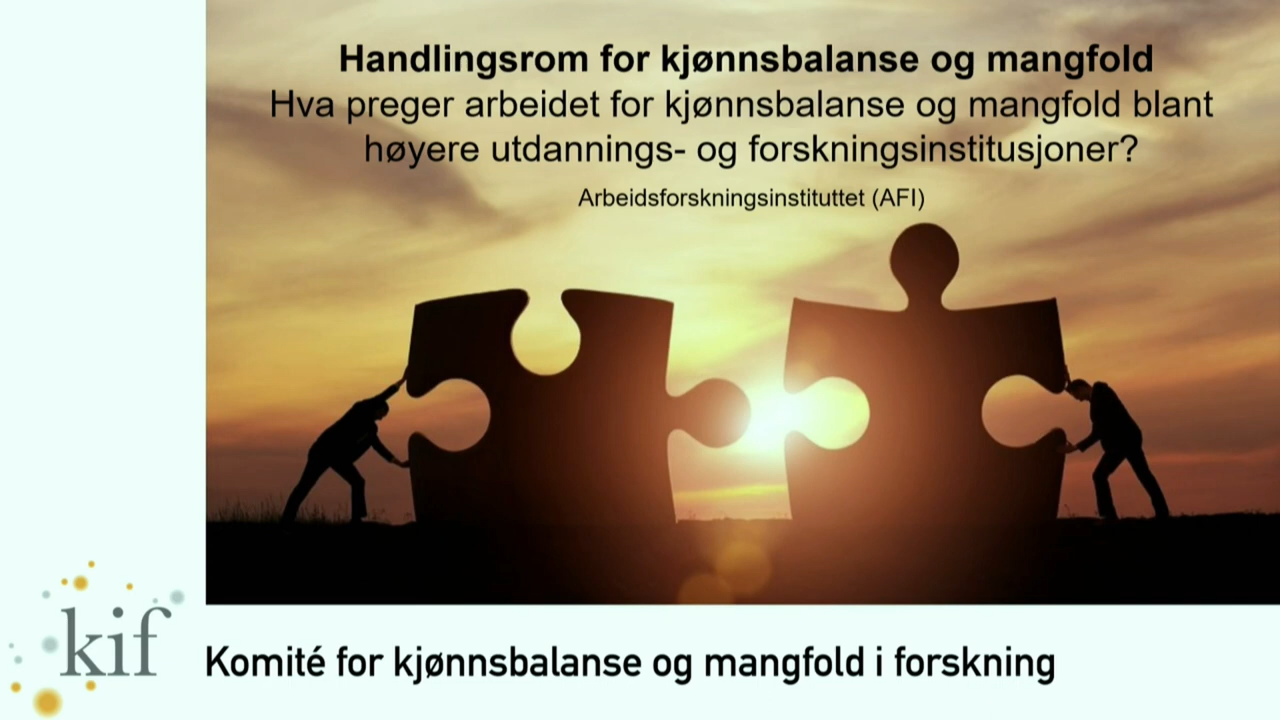 Handlingsrom for kjønnsbalanse og mangfold
Hva preger arbeidet for kjønnsbalanse og mangfold blant
høyere utdannings- og forskningsinstitusjoner?
Arbeidsforskningsinstituttet (AFI)
kif
Komité for kjønnsbalanse og mangfold i forskning